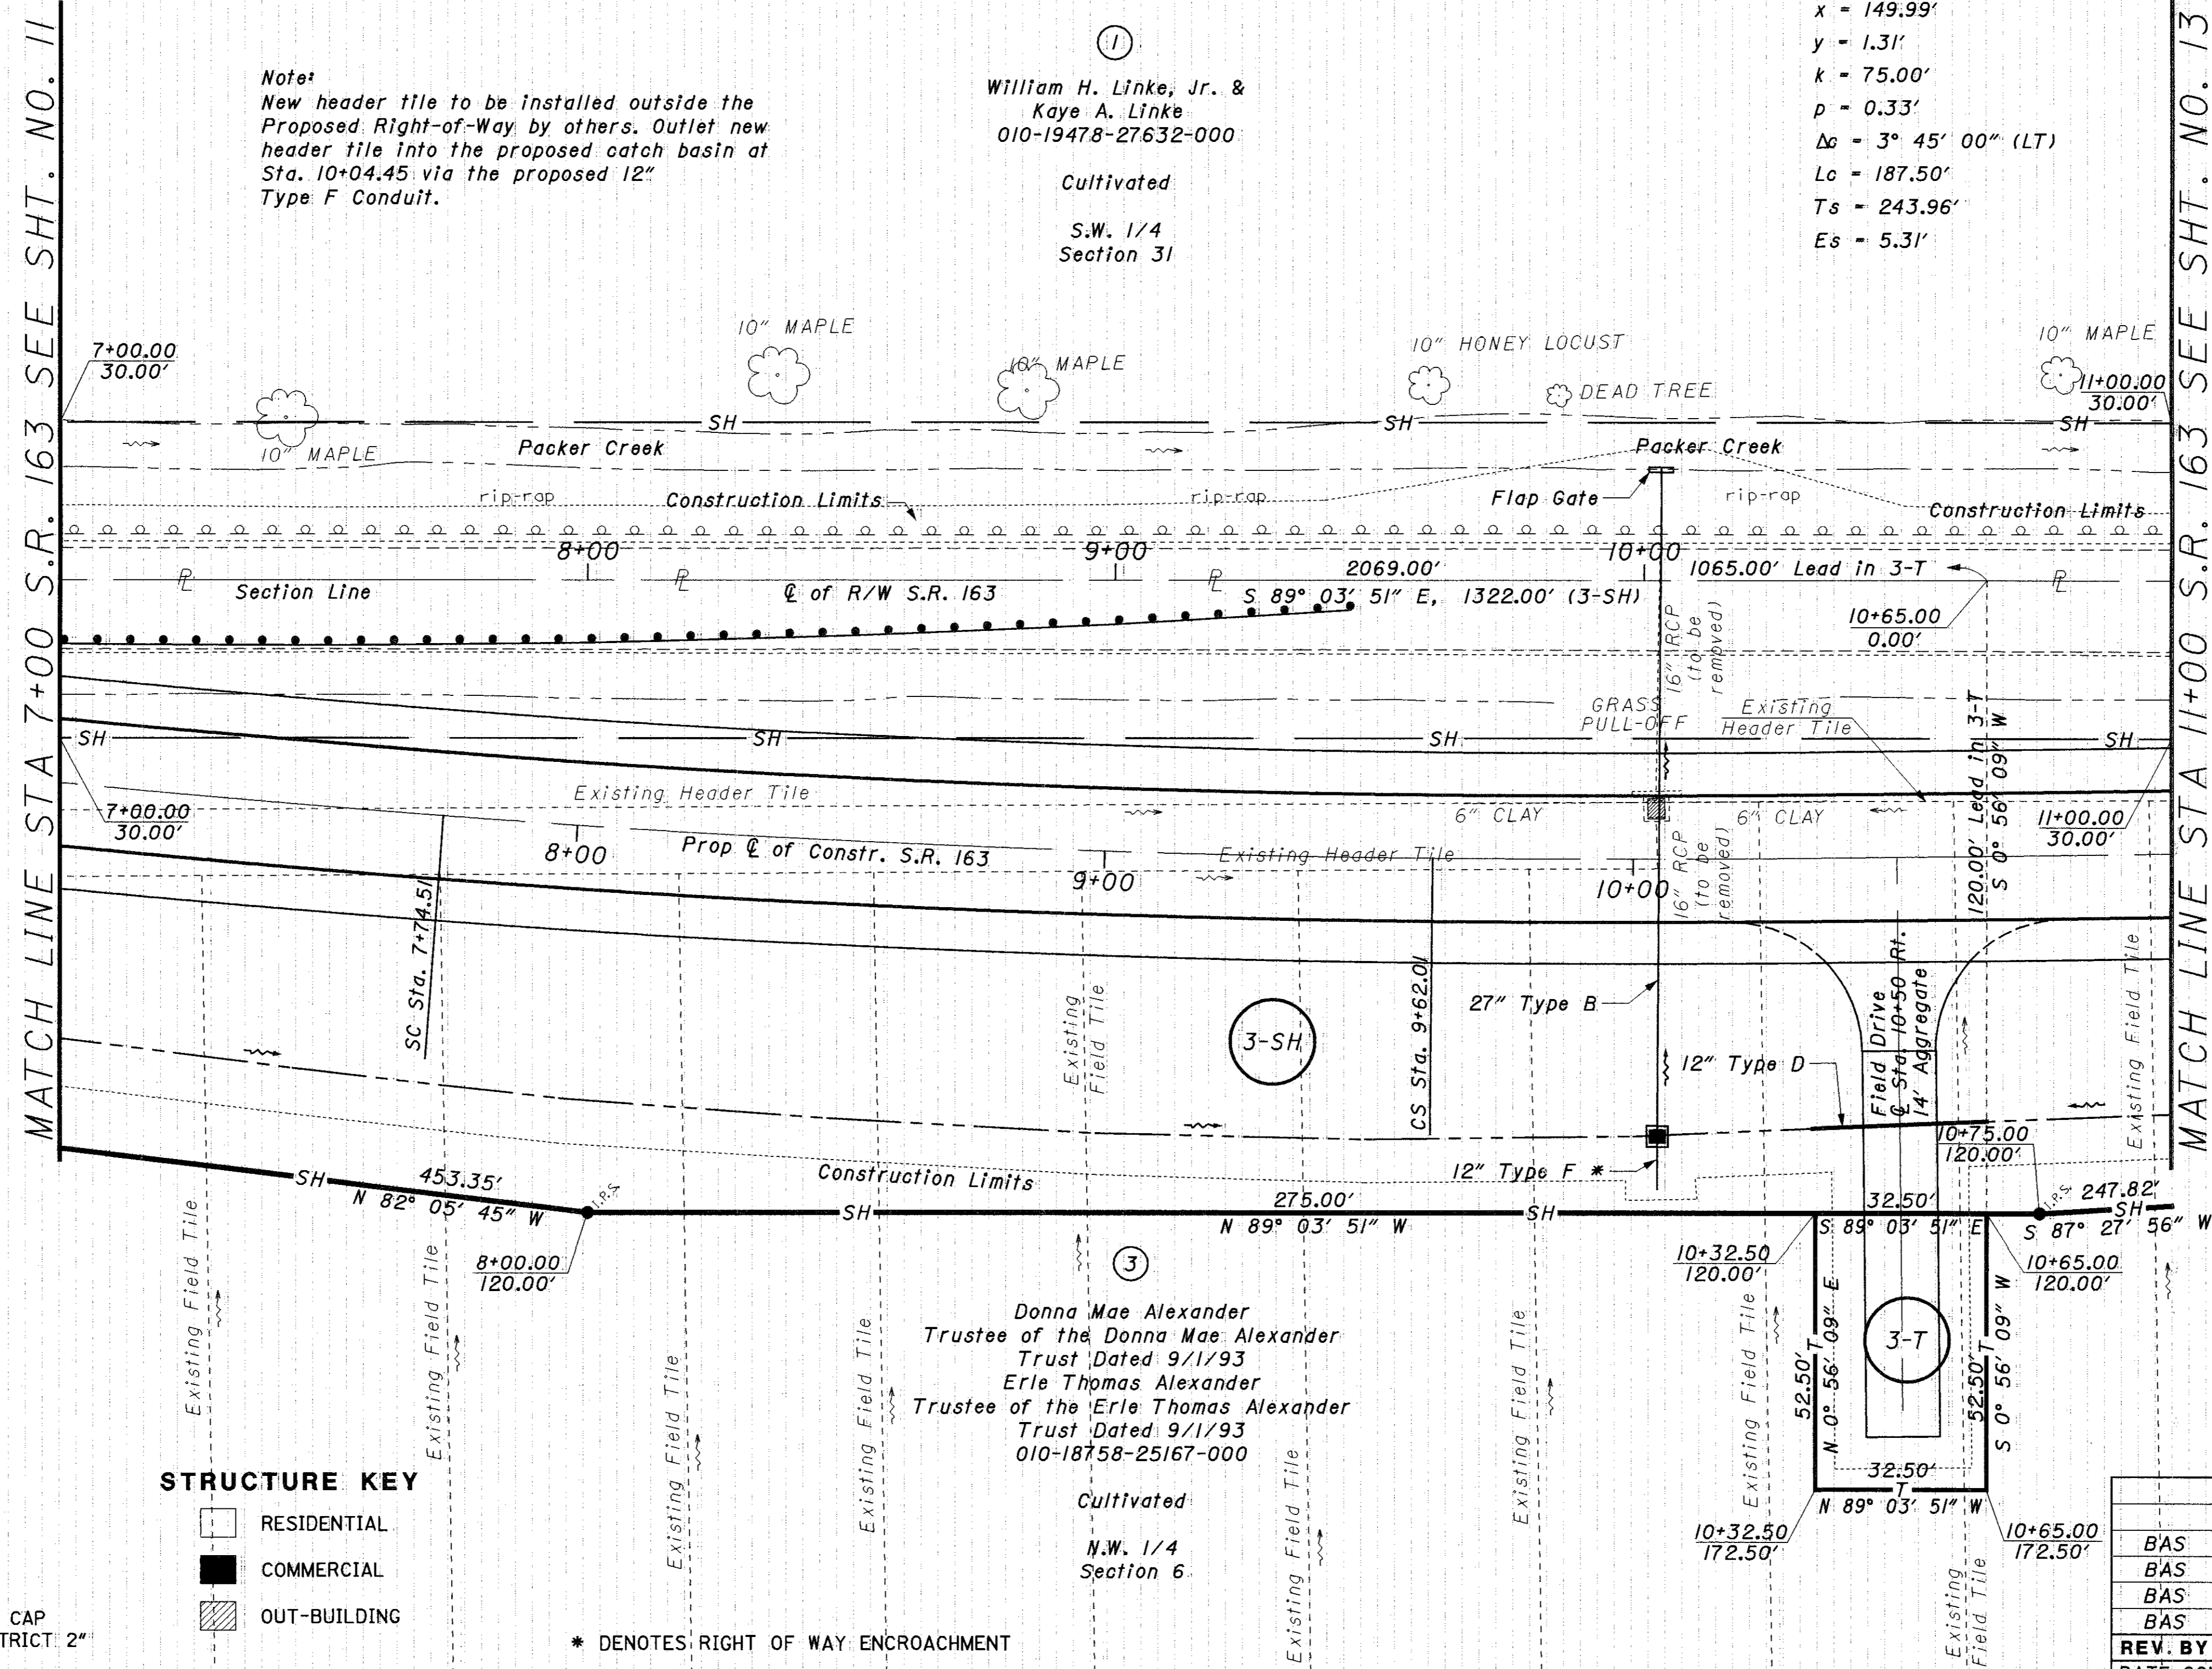 MATCH LINE STA 7+00 S.R. 163 SEE SHT. NO. 11
Note:
New header tile to be installed outside the
Proposed Right-of-Way by others. Outlet new
header tile into the proposed catch basin at
Sta. 10+04.45 via the proposed 12"
Type F Conduit.
1
William H. Linke, Jr. &
Kaye A. Linke
010-19478-27632-000
Cultivated
S.W. 1/4
Section 31
x = 149.99'
y = 1.31'
k = 75.00'
p = 0.33'
Δc = 3° 45' 00" (LT)
Lc = 187.50'
Ts = 243.96'
Es = 5.31'
MATCH LINE STA 11+00 S.R. 163 SEE SHT. NO. 13
7+00.00
30.00'
10" MAPLE
10" MAPLE
10" MAPLE
10" HONEY LOCUST
DEAD TREE
10" MAPLE
11+00.00
30.00'
SH
SH
SH
Packer Creek
Packer Creek
rip-rap
Construction Limits
rip-rap
Flap Gate
rip-rap
Construction Limits
8+00
9+00
10+00
PL
Section Line
PL
℄ of R/W S.R. 163
PL
2069.00'
S 89° 03' 51" E, 1322.00' (3-SH)
1065.00' Lead in 3-T
PL
10+65.00
0.00'
16" RCP
(to be
removed)
GRASS
PULL-OFF
Existing
Header Tile
120.00' Lead in 3-T
S 0° 56' 09" W
SH
SH
SH
SH
7+00.00
30.00'
Existing Header Tile
6" CLAY
6" CLAY
11+00.00
30.00'
8+00
Prop ℄ of Constr. S.R. 163
9+00
Existing Header Tile
10+00
16" RCP
(to be
removed)
SC Sta. 7+74.51
Existing
Field Tile
3-SH
CS Sta. 9+62.01
27" Type B
12" Type D
Field Drive
℄ Sta. 10+50 Rt.
14' Aggregate
Existing Field Tile
10+75.00
120.00'
12" Type F *
Construction Limits
SH
453.35'
N 82° 05' 45" W
I.P.S.
SH
275.00'
N 89° 03' 51" W
SH
32.50'
S 89° 03' 51" E
I.P.S.
247.82'
SH
S 87° 27' 56" W
8+00.00
120.00'
10+32.50
120.00'
10+65.00
120.00'
3
Donna Mae Alexander
Trustee of the Donna Mae Alexander
Trust Dated 9/1/93
Erle Thomas Alexander
Trustee of the Erle Thomas Alexander
Trust Dated 9/1/93
010-18758-25167-000
Cultivated
N.W. 1/4
Section 6
Existing Field Tile
Existing Field Tile
Existing Field Tile
Existing Field Tile
Existing Field Tile
Existing Field Tile
Existing Field Tile
Existing
Field Tile
52.50'
T
N 0° 56' 09" E
3-T
52.50'
T
S 0° 56' 09" W
32.50'
T
N 89° 03' 51" W
10+32.50
172.50'
10+65.00
172.50'
STRUCTURE KEY
RESIDENTIAL
COMMERCIAL
OUT-BUILDING
CAP
TRICT 2"
* DENOTES RIGHT OF WAY ENCROACHMENT
BAS
BAS
BAS
BAS
REV. BY